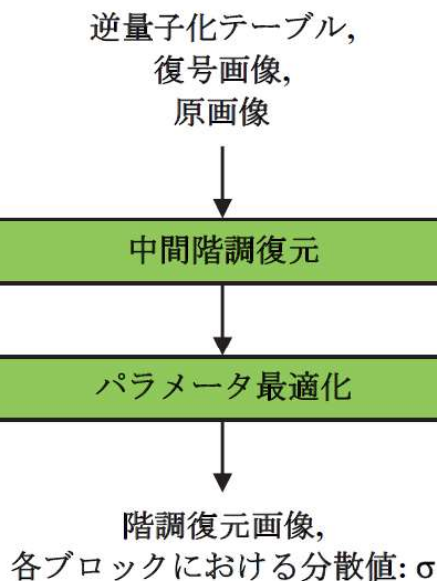 逆量子化テーブル,
復号画像,
原画像
中間階調復元
パラメータ最適化
階調復元画像,
各ブロックにおける分散値: σ